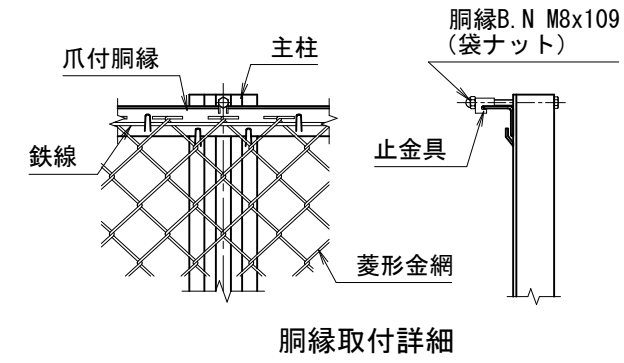 胴縁B.N M8x109
(袋ナット)
爪付胴縁
主柱
鉄線
止金具
菱形金網
胴縁取付詳細